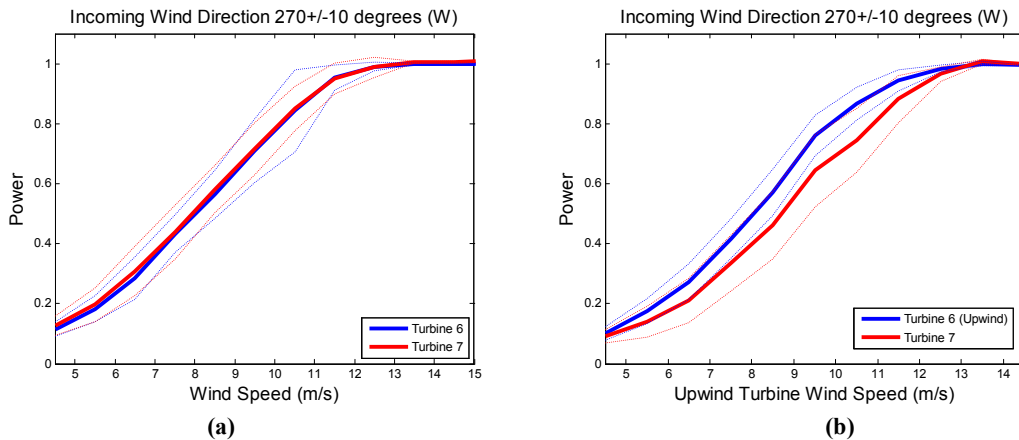 Incoming Wind Direction 270+/-10 degrees (W)
1
0.8
0.6
0.4
0.2
0
Power
5 6 7 8 9 10 11 12 13 14 15
Wind Speed (m/s)
Turbine 6
Turbine 7
(a)
Incoming Wind Direction 270+/-10 degrees (W)
1
0.8
0.6
0.4
0.2
0
Power
5 6 7 8 9 10 11 12 13 14
Upwind Turbine Wind Speed (m/s)
Turbine 6 (Upwind)
Turbine 7
(b)